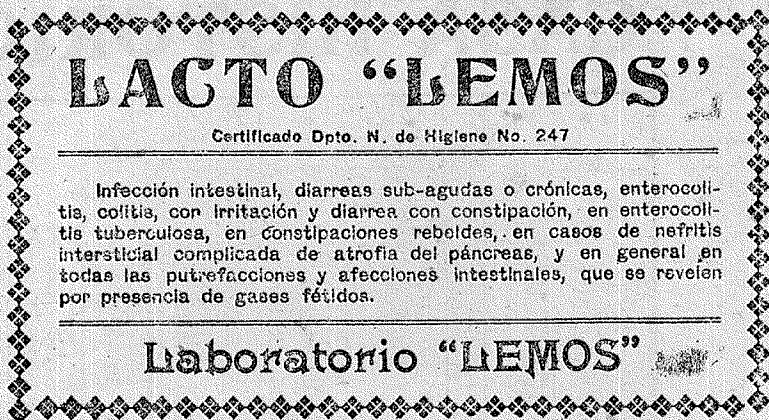 LACTO "LEMOS"
Certificado Dpto. N. de Higiene No. 247
Infección intestinal, diarreas sub-agudas o crónicas, enterocoli-
tis, colitis, con irritación y diarrea con constipación, en enterocoli-
tis tuberculosa, en constipaciones rebeldes, en casos de nefritis
intersticial complicada de atrofia del páncreas, y en general en
todas las putrefacciones y afecciones intestinales, que se revelen
por presencia de gases fétidos.
Laboratorio "LEMOS"